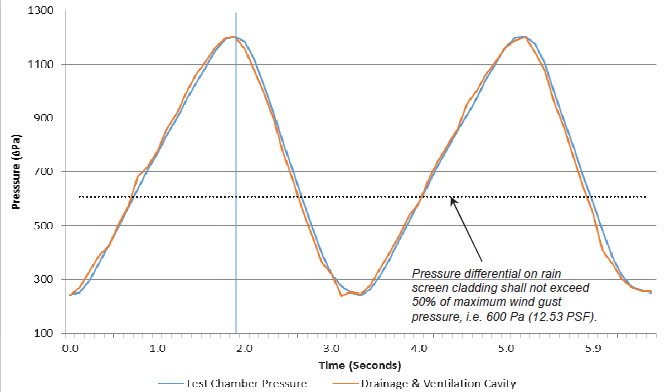 1300
1100
900
700
500
300
100
Presssure (ΠPa)
0.0 1.0 2.0 3.0 4.0 5.0 5.9
Time (Seconds)
Pressure differential on rain
screen cladding shall not exceed
50% of maximum wind gust
pressure, i.e. 600 Pa (12.53 PSF).
Test Chamber Pressure Drainage & Ventilation Cavity